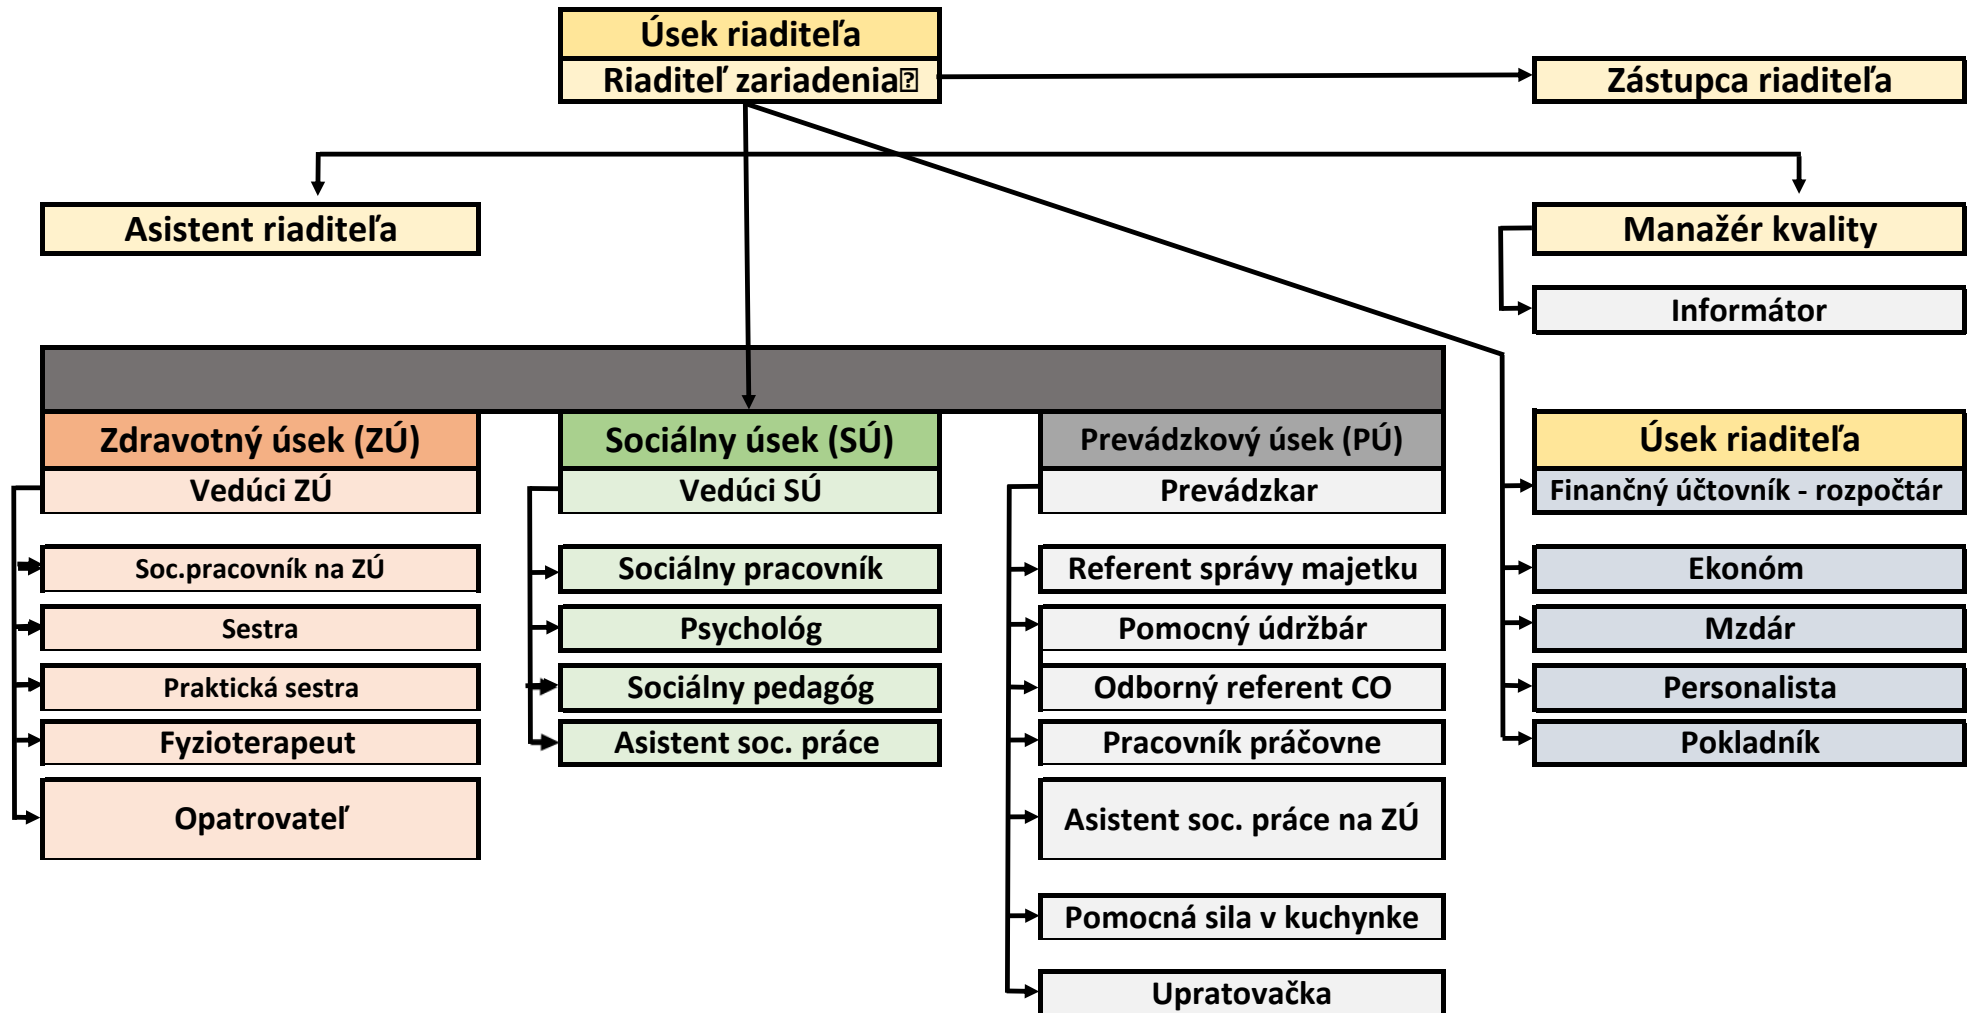 Úsek riaditeľa
Riaditeľ zariadenia
Zástupca riaditeľa
Asistent riaditeľa
Manažér kvality
Informátor
Zdravotný úsek (ZÚ)
Vedúci ZÚ
Soc.pracovník na ZÚ
Sestra
Praktická sestra
Fyzioterapeut
Opatrovateľ
Sociálny úsek (SÚ)
Vedúci SÚ
Sociálny pracovník
Psychológ
Sociálny pedagóg
Asistent soc. práce
Prevádzkový úsek (PÚ)
Prevádzkar
Referent správy majetku
Pomocný údržbár
Odborný referent CO
Pracovník práčovne
Asistent soc. práce na ZÚ
Pomocná sila v kuchynke
Upratovačka
Úsek riaditeľa
Finančný účtovník - rozpočtár
Ekonóm
Mzdár
Personalista
Pokladník